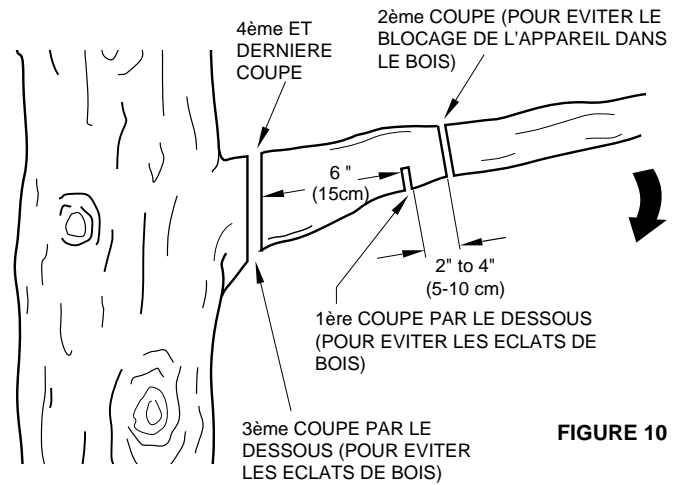 4ème ET
DERNIERE
COUPE
2ème COUPE (POUR EVITER LE
BLOCAGE DE L'APPAREIL DANS
LE BOIS)
6 "
(15cm)
2" to 4"
(5-10 cm)
1ère COUPE PAR LE DESSOUS
(POUR EVITER LES ECLATS DE
BOIS)
3ème COUPE PAR LE
DESSOUS (POUR EVITER
LES ECLATS DE BOIS)
FIGURE 10